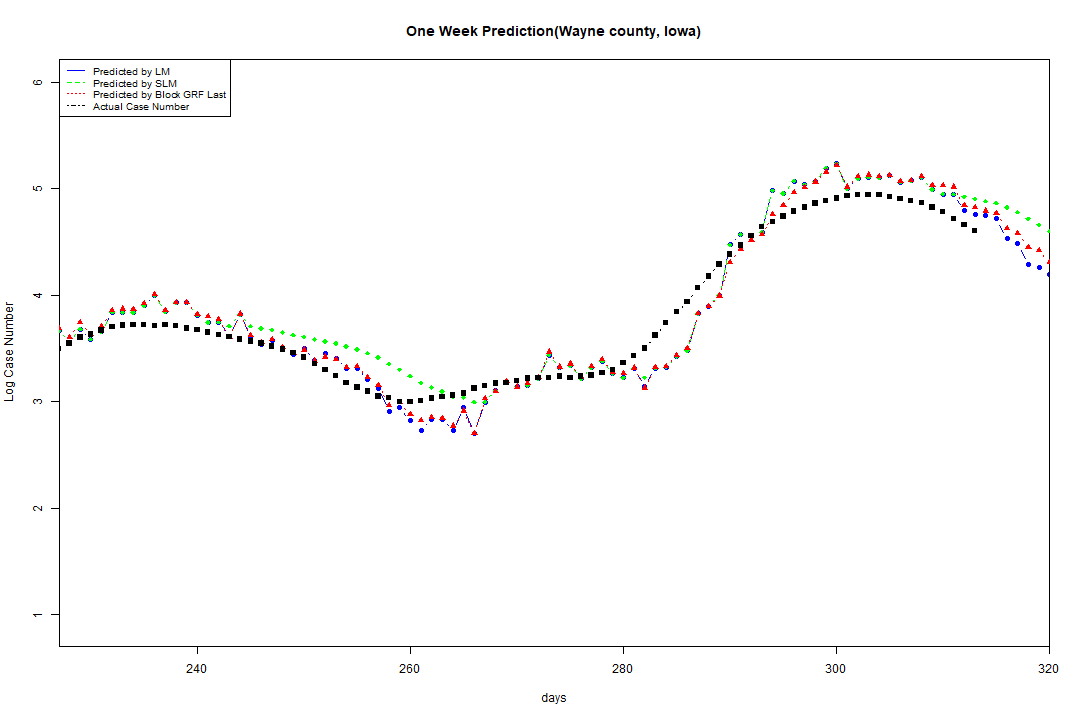 One Week Prediction(Wayne county, Iowa)
Predicted by LM
Predicted by SLM
Predicted by Block GRF Last
Actual Case Number
6
5
4
3
2
1
Log Case Number
240 260 280 300 320
days